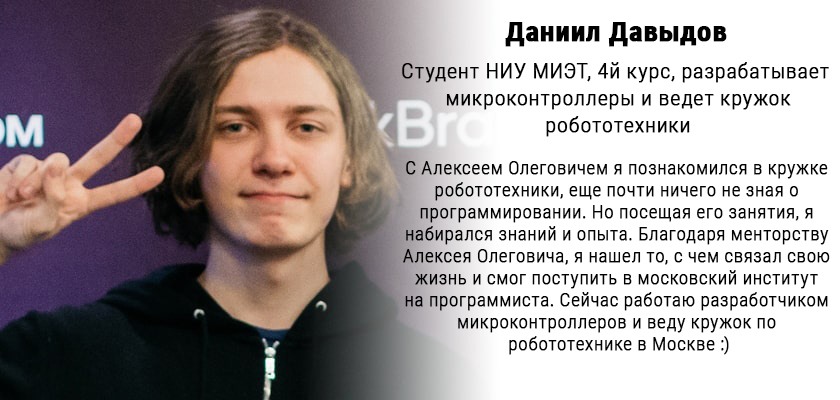 Даниил Давыдов
Студент НИУ МИЭТ, 4й курс, разрабатывает
микроконтроллеры и ведет кружок
робототехники
С Алексеем Олеговичем я познакомился в кружке
робототехники, еще почти ничего не зная о
программировании. Но посещая его занятия, я
набирался знаний и опыта. Благодаря менторству
Алексея Олеговича, я нашел то, с чем связал свою
жизнь и смог поступить в московский институт
на программиста. Сейчас работаю разработчиком
микроконтроллеров и веду кружок по
робототехнике в Москве :)
ом
kBra